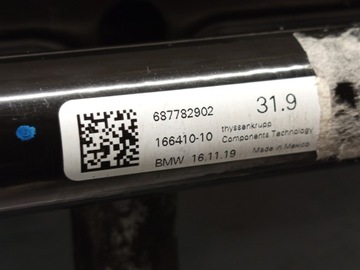 687782902 31.9
166410-10 thyssenkrupp
Components Technology
BMW 16.11.19 Made in Mexico